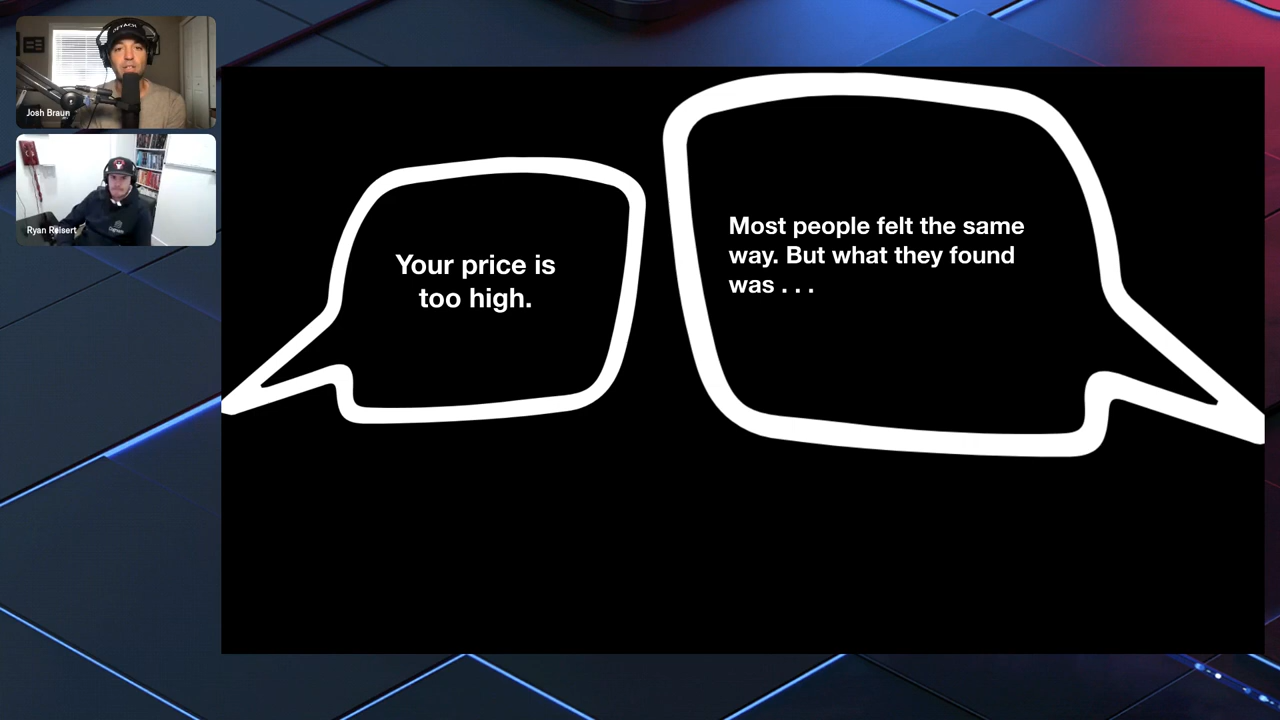 ATTACK
Josh Braun
Ryan Reisert
Your price is
too high.
Most people felt the same
way. But what they found
was . . .